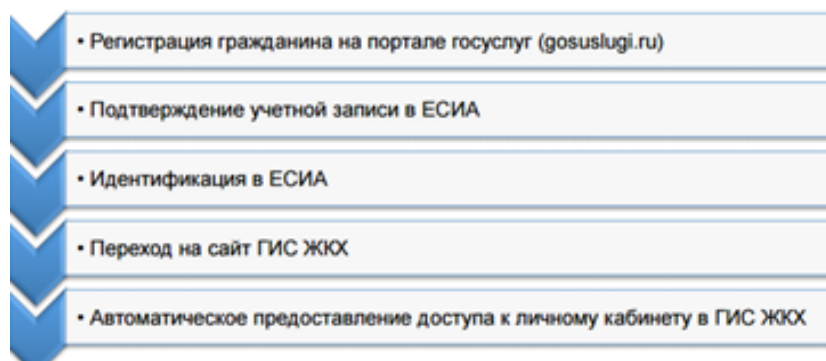 • Регистрация гражданина на портале госуслуг (gosuslugi.ru)
• Подтверждение учетной записи в ЕСИА
• Идентификация в ЕСИА
• Переход на сайт ГИС ЖКХ
• Автоматическое предоставление доступа к личному кабинету в ГИС ЖКХ